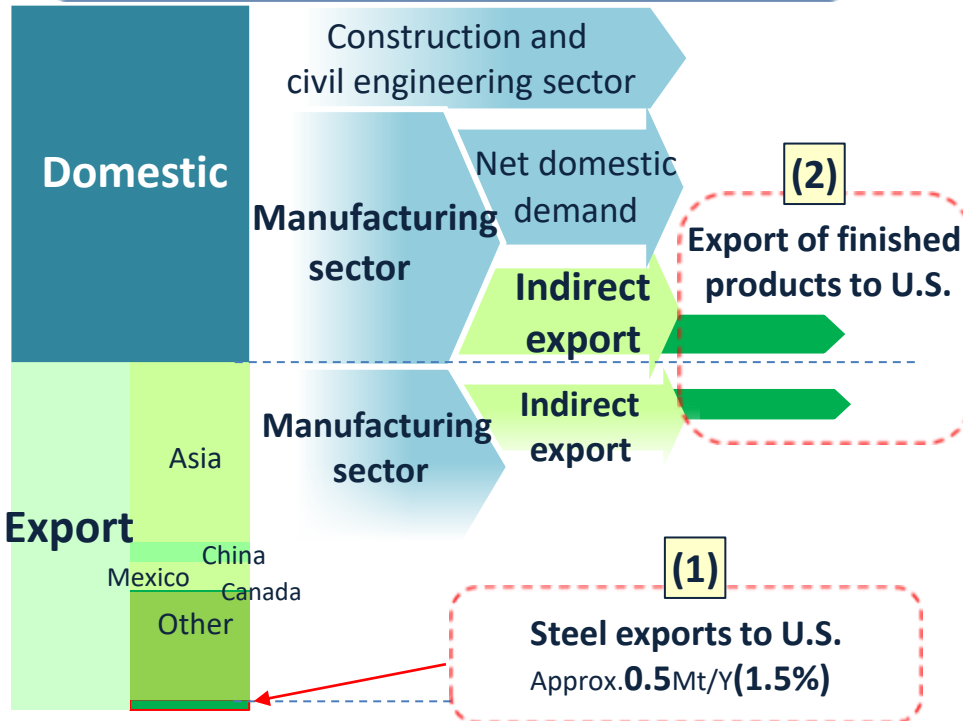 Construction and
civil engineering sector
Domestic
Manufacturing
sector
Net domestic
demand
Indirect
export
(2)
Export of finished
products to U.S.
Export
Asia
China
Mexico
Canada
Other
Manufacturing
sector
Indirect
export
(1)
Steel exports to U.S.
Approx.0.5Mt/Y(1.5%)